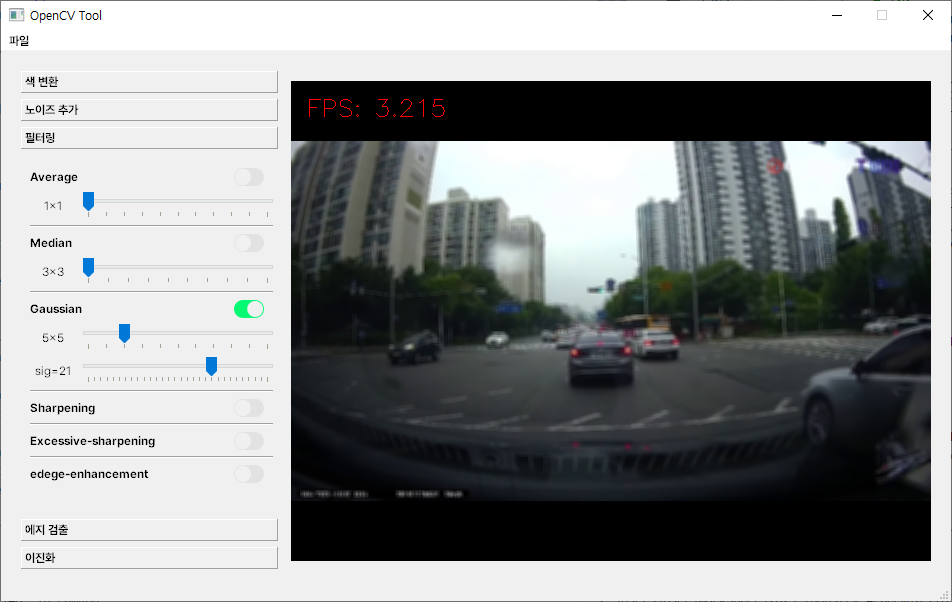 OpenCV Tool
파일
색 변환
노이즈 추가
필터링
Average
1×1
Median
3×3
Gaussian
5×5
sig=21
Sharpening
Excessive-sharpening
edege-enhancement
에지 검출
이진화
FPS: 3.215